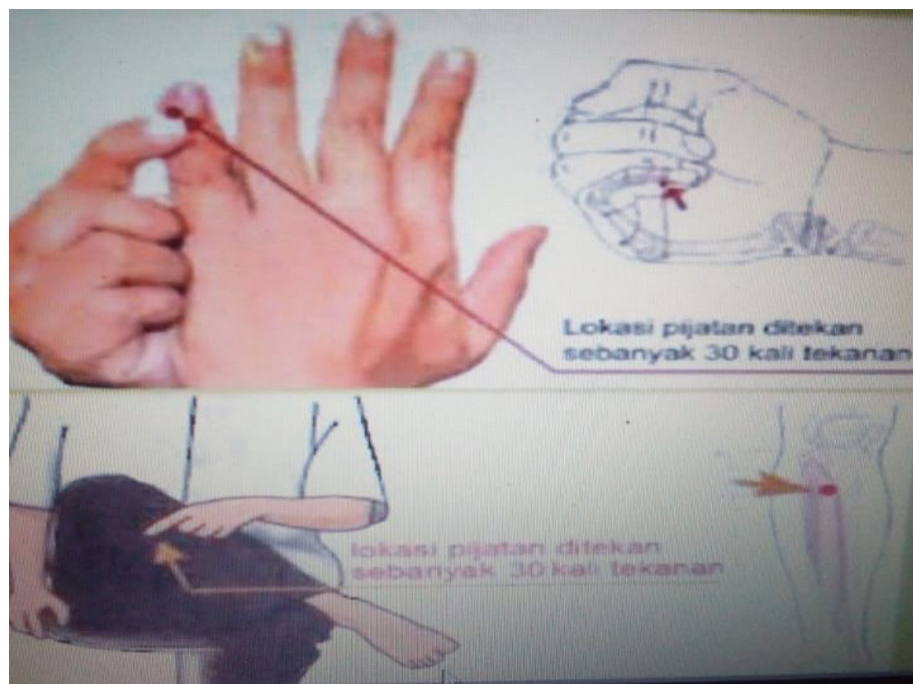 Lokasi pijatan ditekan
sebanyak 30 kali tekanan
lokasi pijatan ditekan
sebanyak 30 kali tekanan